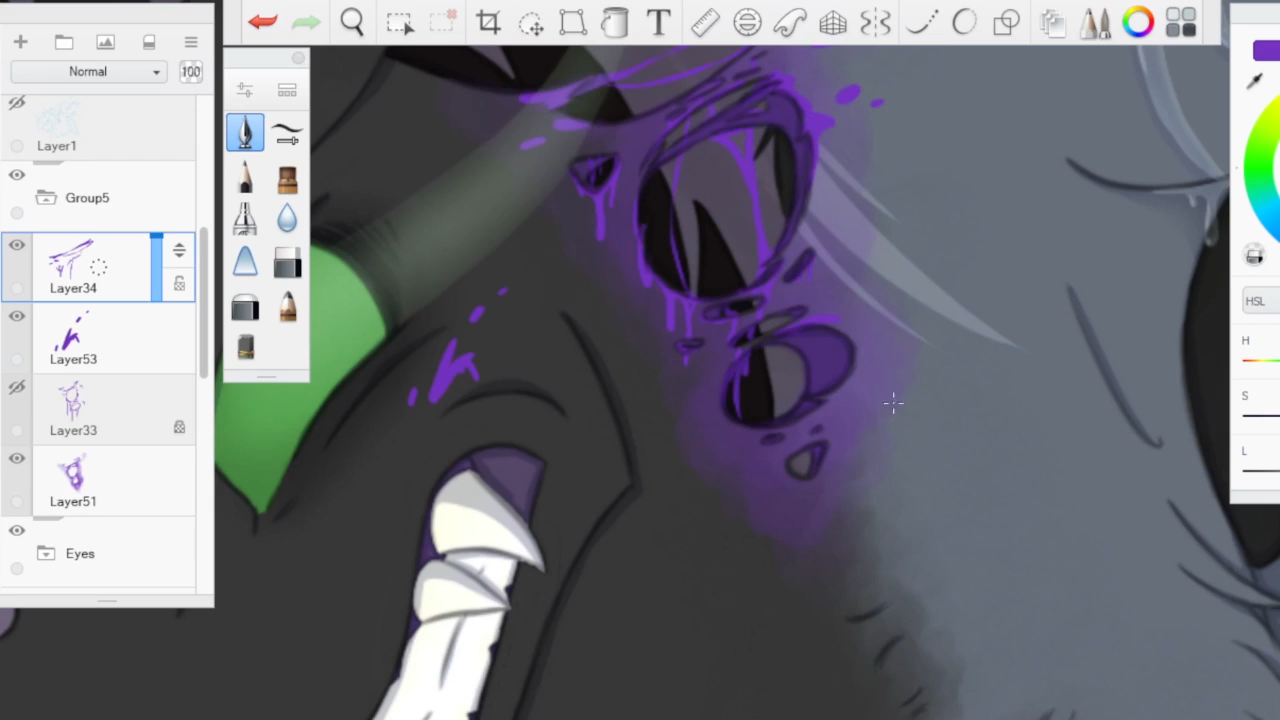 T
Normal
100
Layer1
Group5
Layer34
Layer53
Layer33
Layer51
Eyes
HSL
H
S
L